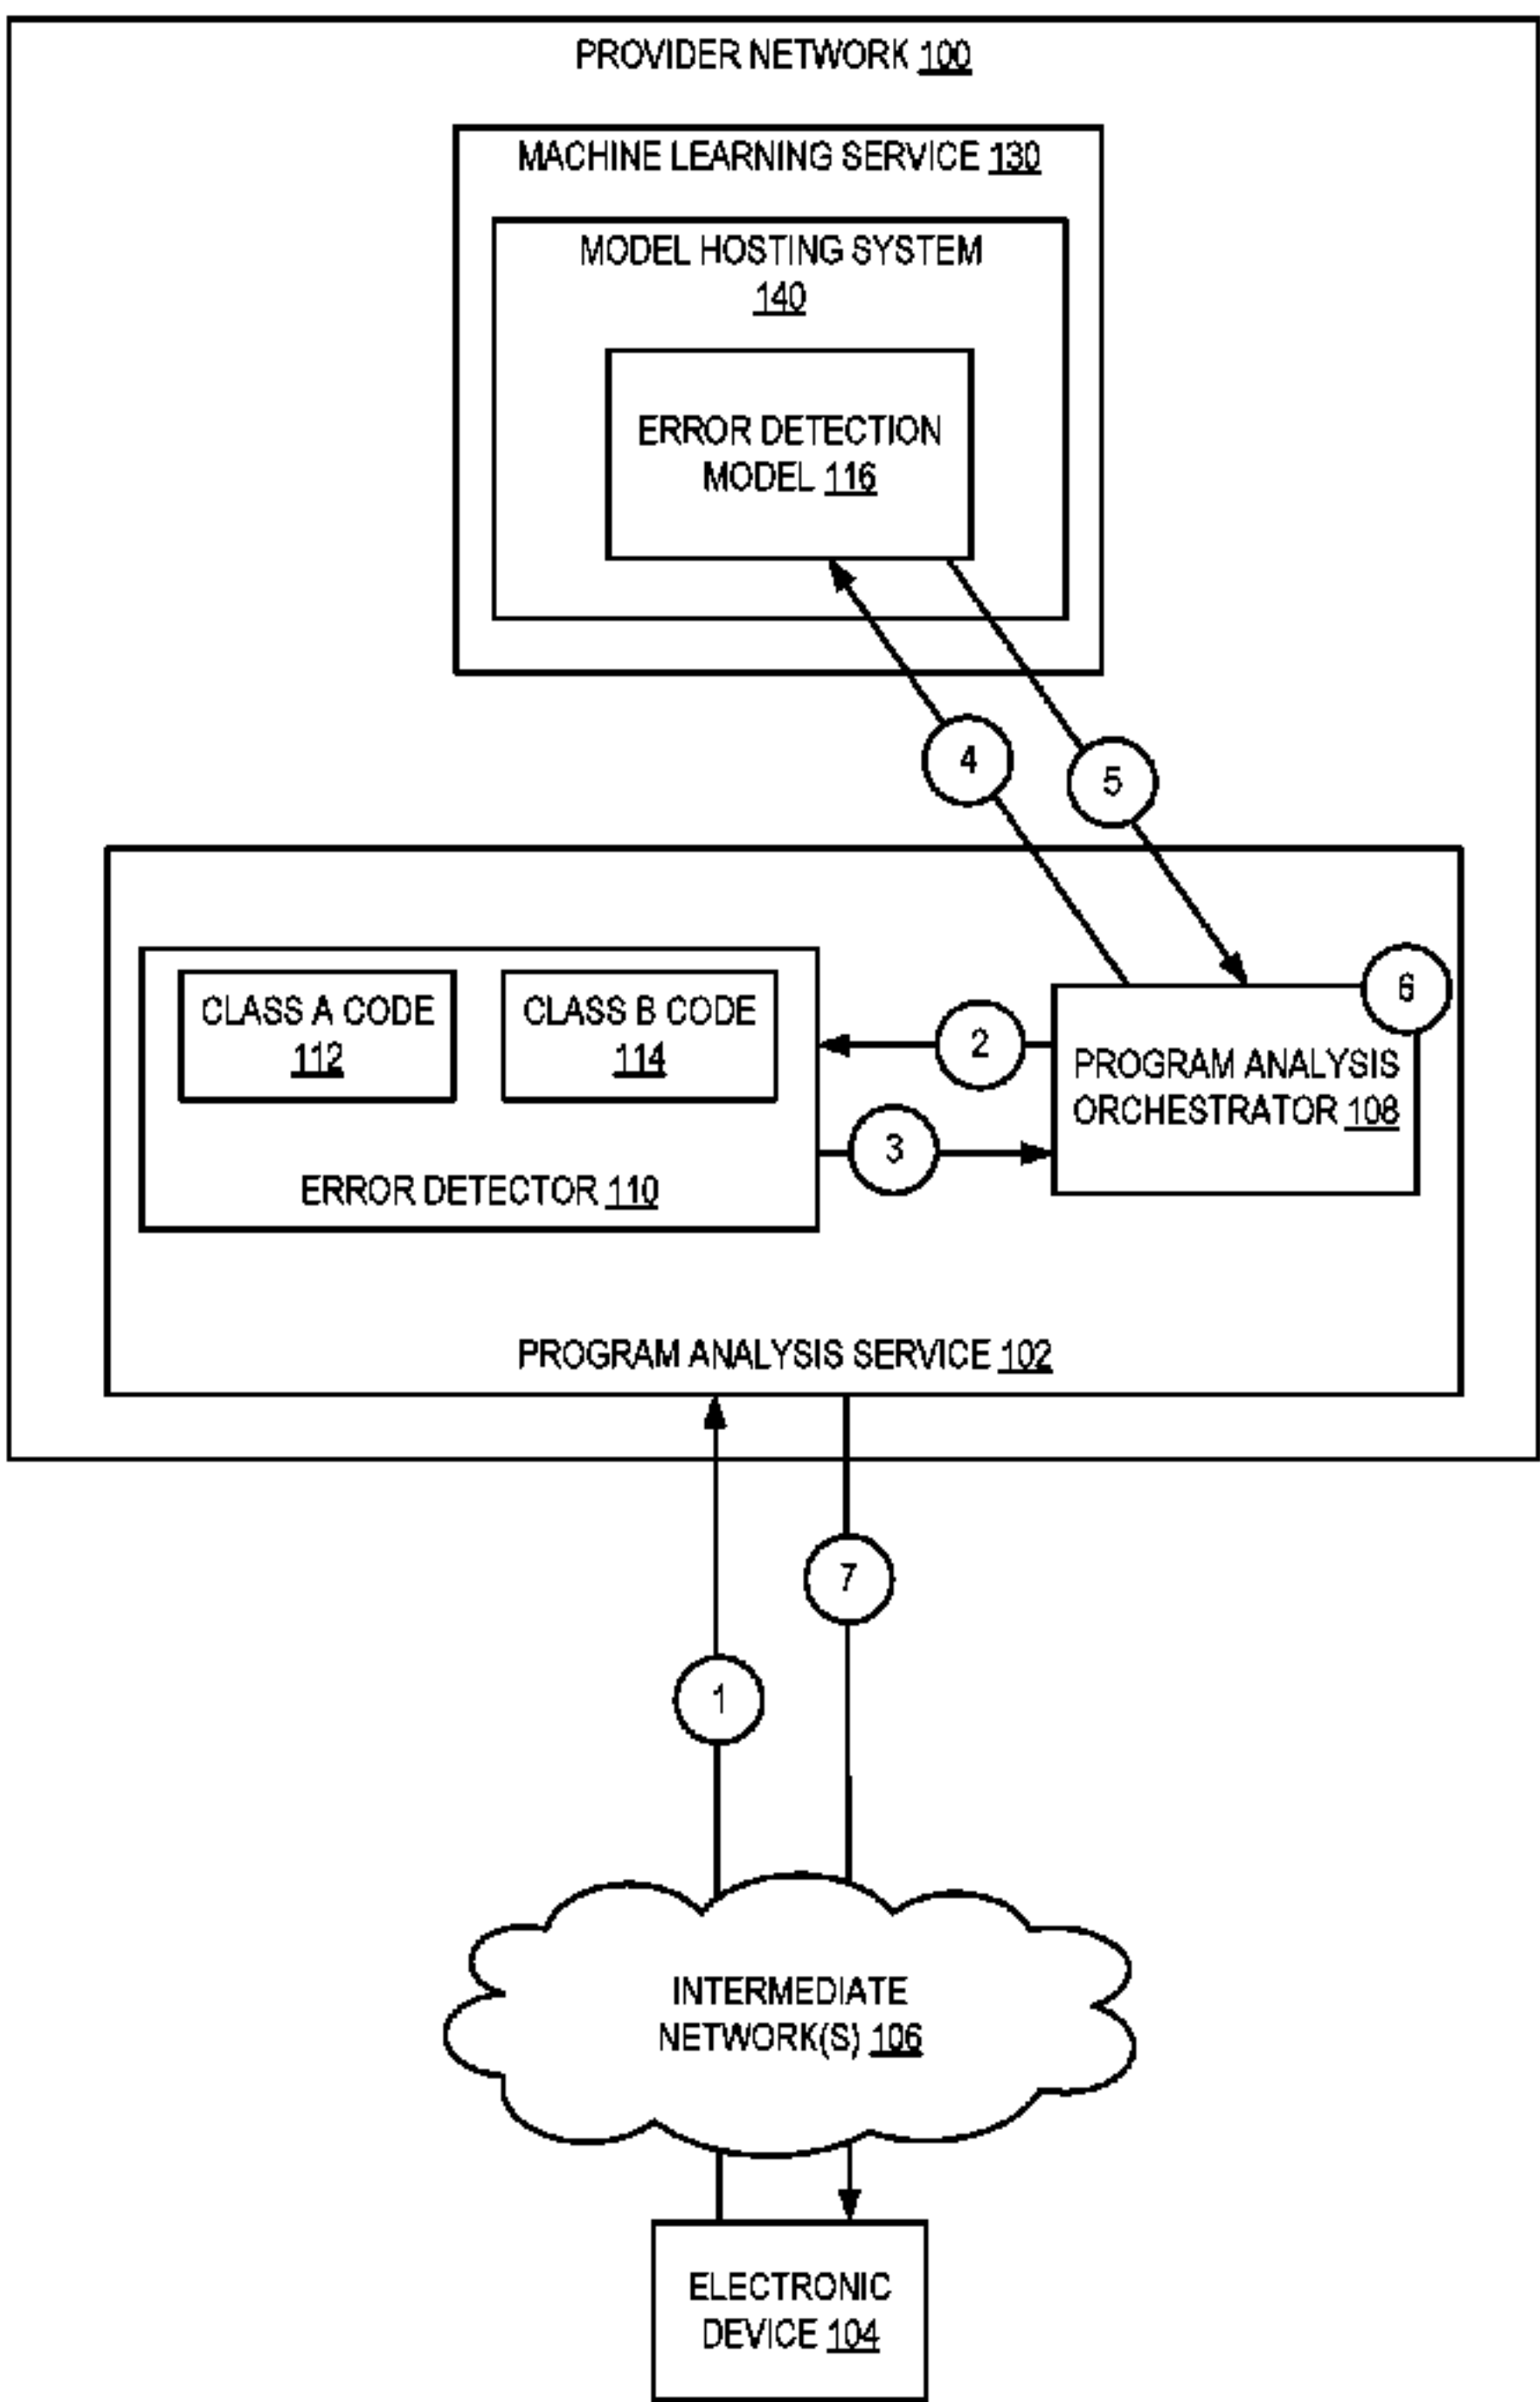 PROVIDER NETWORK 100
MACHINE LEARNING SERVICE 130
MODEL HOSTING SYSTEM
140
ERROR DETECTION
MODEL 116
4
5
6
CLASS A CODE
112
CLASS B CODE
114
2
PROGRAM ANALYSIS
ORCHESTRATOR 108
3
ERROR DETECTOR 110
PROGRAM ANALYSIS SERVICE 102
7
1
INTERMEDIATE
NETWORK(S) 106
ELECTRONIC
DEVICE 104